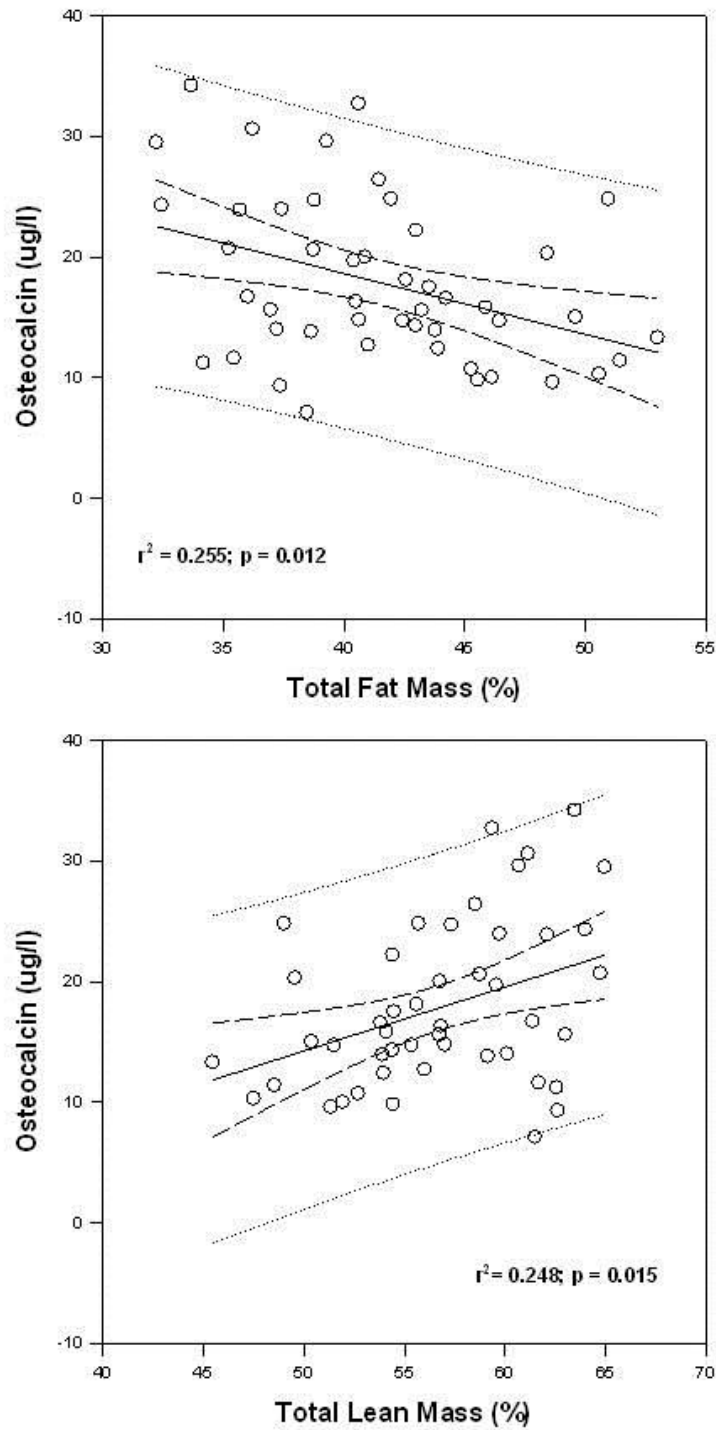 40
30
20
10
0
-10
Osteocalcin (ug/l)
r² = 0.255; p = 0.012
30 35 40 45 50 55
Total Fat Mass (%)
40
30
20
10
0
-10
Osteocalcin (ug/l)
r²= 0.248; p = 0.015
40 45 50 55 60 65 70
Total Lean Mass (%)